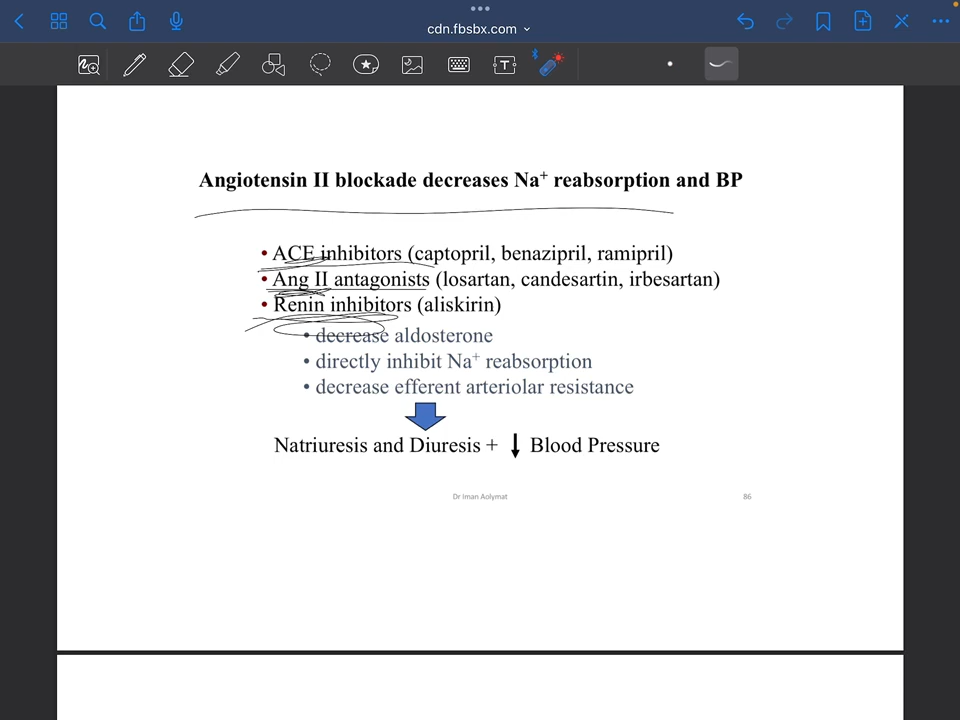 cdn.fbsbx.com
T
Angiotensin II blockade decreases Na+ reabsorption and BP
• ACE inhibitors (captopril, benazipril, ramipril)
• Ang II antagonists (losartan, candesartin, irbesartan)
• Renin inhibitors (aliskirin)
• decrease aldosterone
• directly inhibit Na+ reabsorption
• decrease efferent arteriolar resistance
Natriuresis and Diuresis + ↓ Blood Pressure
Dr Iman Aolymat 86